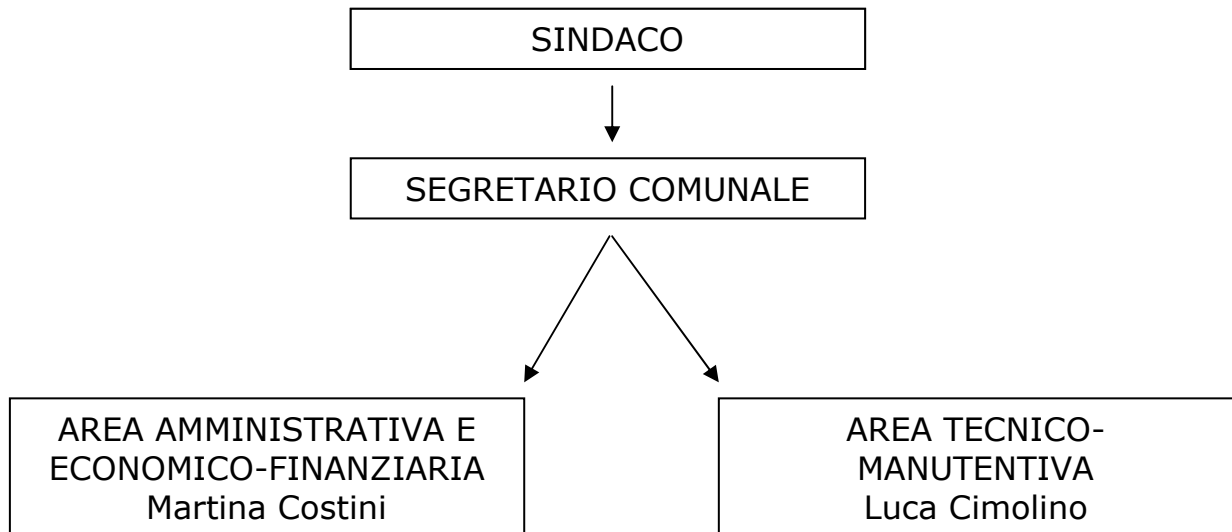 SINDACO
SEGRETARIO COMUNALE
AREA AMMINISTRATIVA E
ECONOMICO-FINANZIARIA
Martina Costini
AREA TECNICO-
MANUTENTIVA
Luca Cimolino